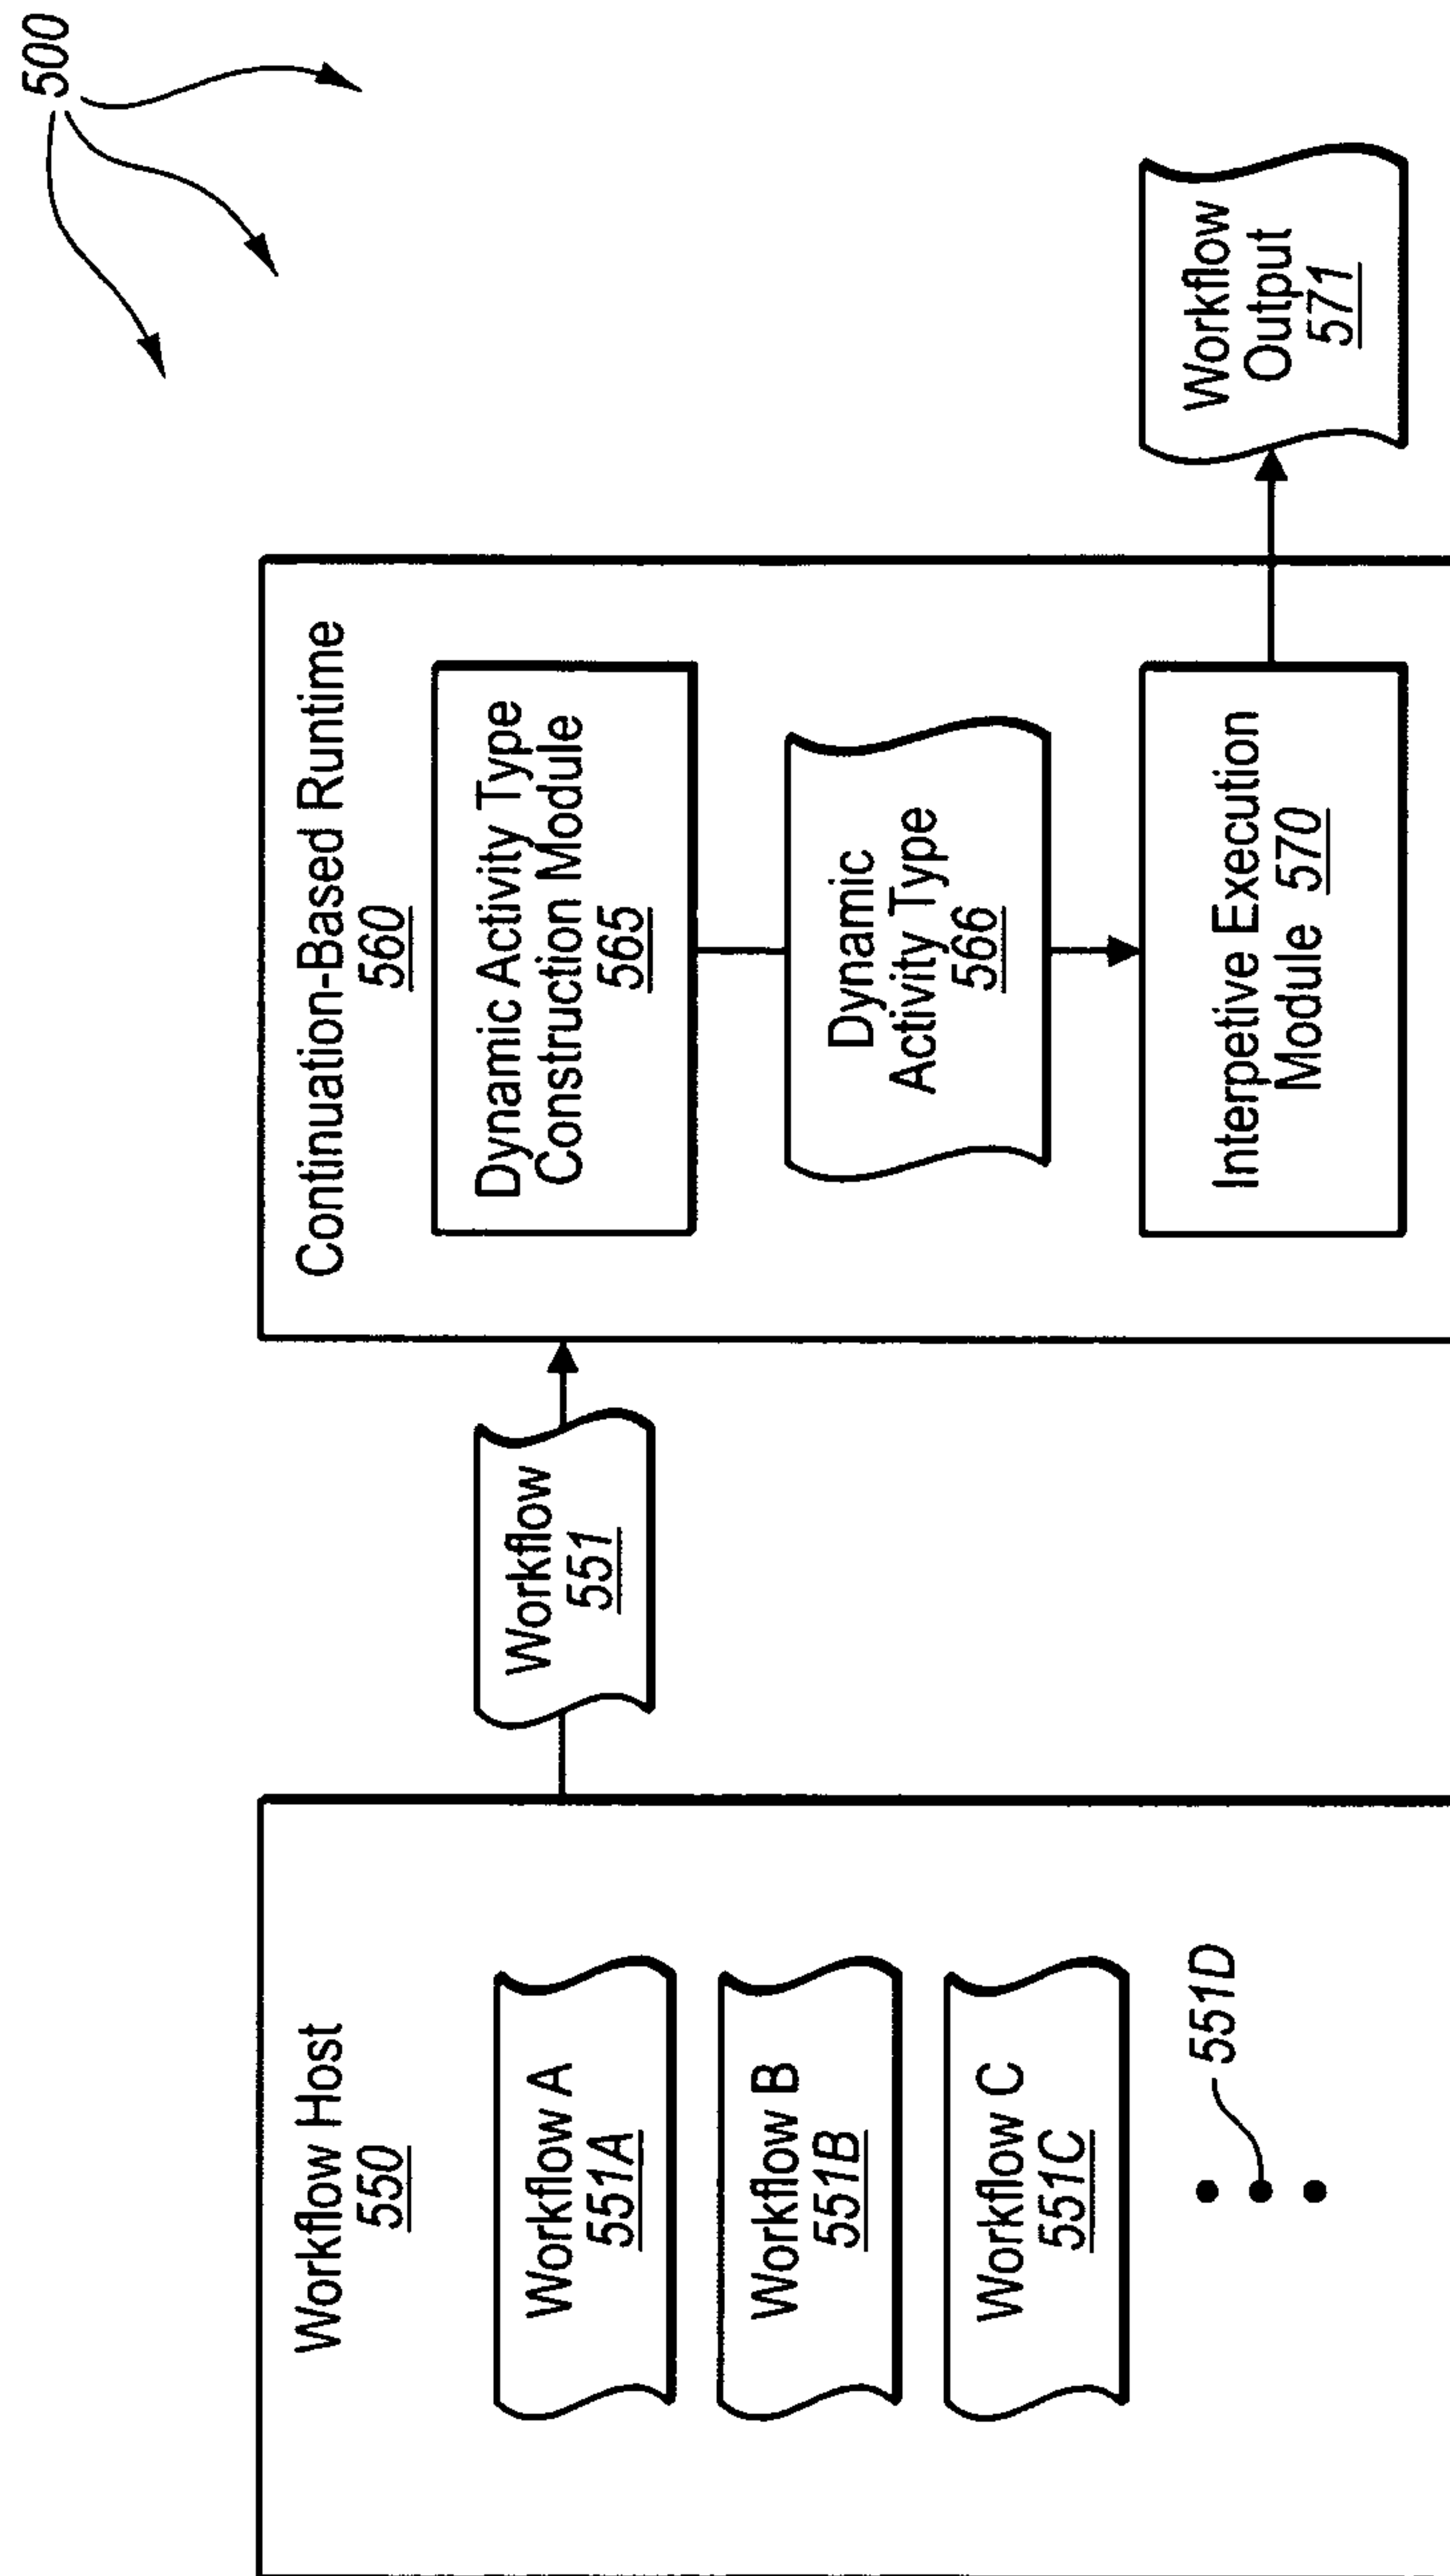 500
Workflow Host
550
Workflow A
551A
Workflow B
551B
Workflow C
551C
551D
Workflow
551
Continuation-Based Runtime
560
Dynamic Activity Type
Construction Module
565
Dynamic
Activity Type
566
Interpetive Execution
Module 570
Workflow
Output
571